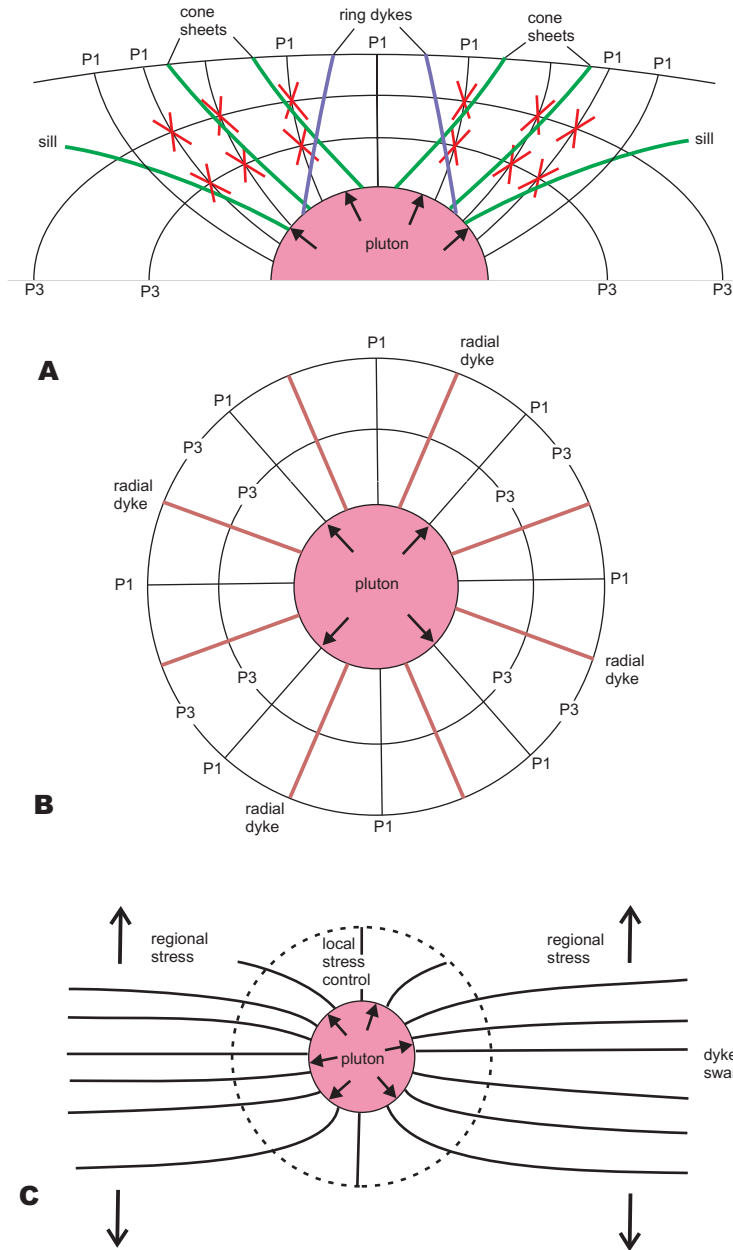 cone
sheets
ring dykes
cone
sheets
P1
P1
P1
P1
P1
P1
P1
sill
sill
pluton
P3
P3
P3
P3
A
P1
radial
dyke
P1
P1
P3
P3
P3
P3
radial
dyke
pluton
P1
P1
radial
dyke
P3
P3
P3
P3
P1
P1
radial
dyke
P1
B
regional
stress
local
stress
control
regional
stress
pluton
dyke
swar
C